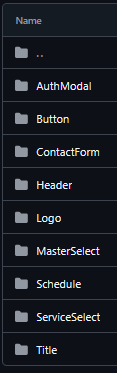 Name
..
AuthModal
Button
ContactForm
Header
Logo
MasterSelect
Schedule
ServiceSelect
Title